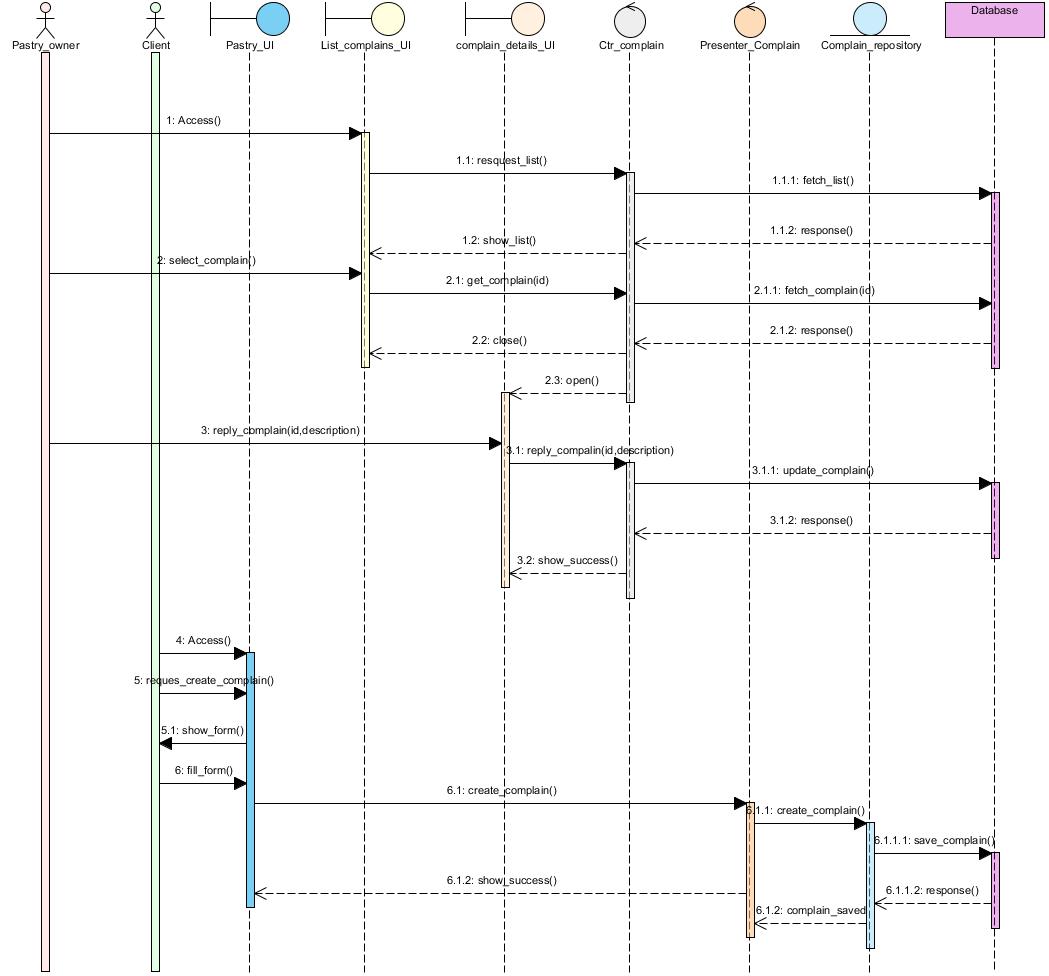 Database
Pastry_owner
Client
Pastry_UI
List_complains_UI
complain_details_UI
Ctr_complain
Presenter_Complain
Complain_repository
1: Access()
1.1: resquest_list()
1.1.1: fetch_list()
1.1.2: response()
1.2: show_list()
2: select_complain()
2.1: get_complain(id)
2.1.1: fetch_complain(id)
2.1.2: response()
2.2: close()
2.3: open()
3: reply_complain(id,description)
3.1: reply_compalin(id,description)
3.1.1: update_complain()
3.1.2: response()
3.2: show_success()
4: Access()
5: reques_create_complain()
5.1: show_form()
6: fill_form()
6.1: create_complain()
6.1.1: create_complain()
6.1.1.1: save_complain()
6.1.2: show_success()
6.1.1.2: response()
6.1.2: complain_saved